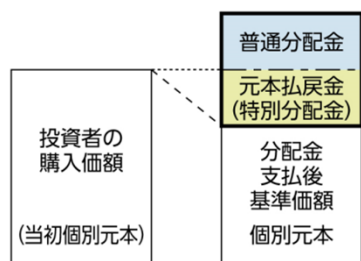 普通分配金
元本払戻金
(特別分配金)
投資者の
購入価額
(当初個別元本)
分配金
支払後
基準価額
個別元本